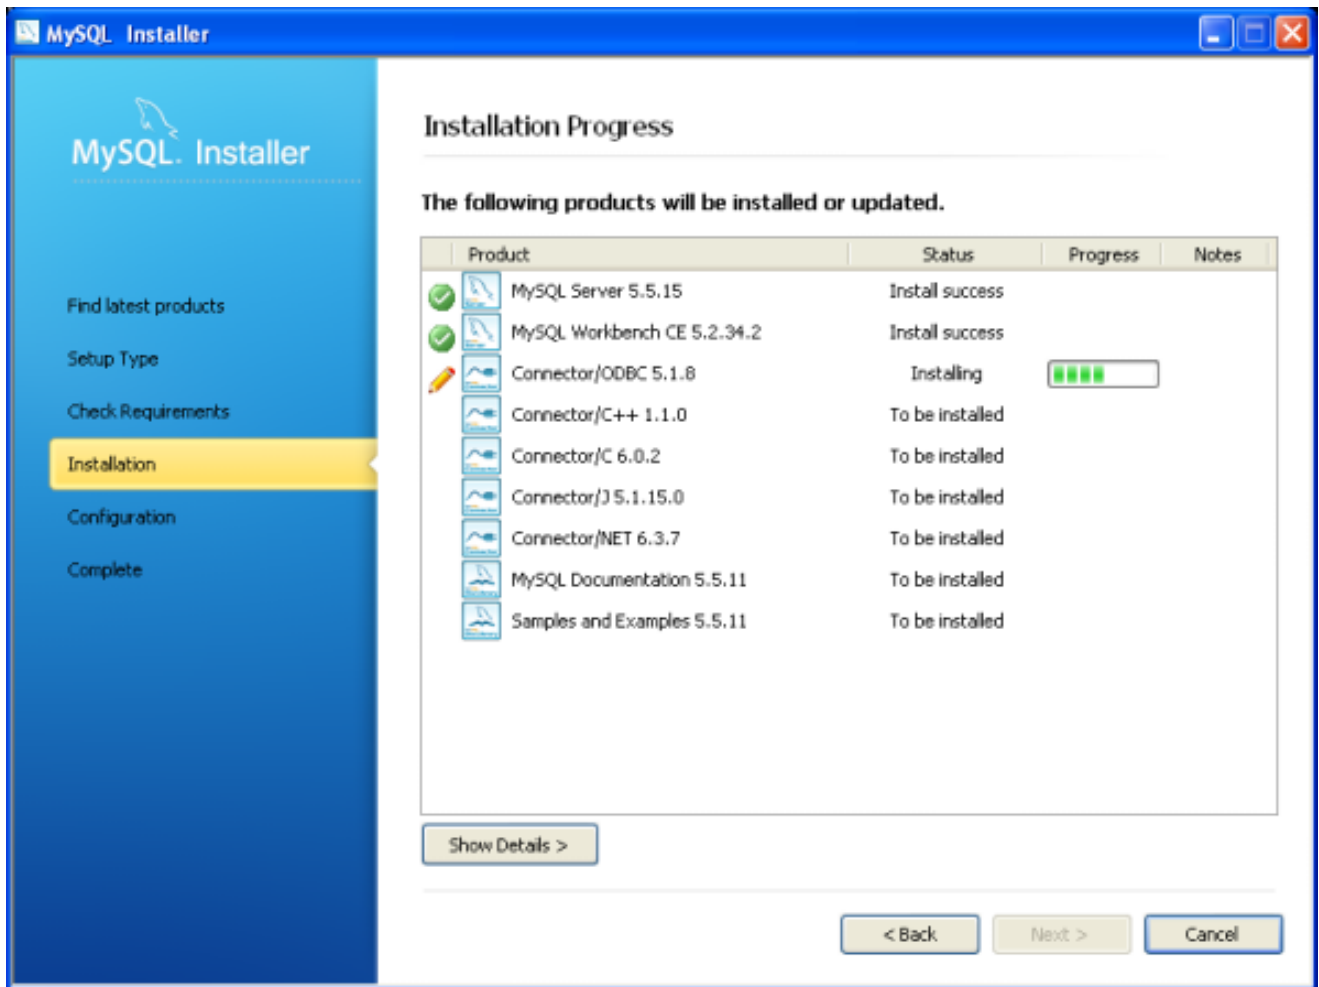 MySQL Installer
MySQL. Installer
Find latest products
Setup Type
Check Requirements
Installation
Configuration
Complete
Installation Progress
The following products will be installed or updated.
Product Status Progress Notes
MySQL Server 5.5.15 Install success
MySQL Workbench CE 5.2.34.2 Install success
Connector/ODBC 5.1.8 Installing
Connector/C++ 1.1.0 To be installed
Connector/C 6.0.2 To be installed
Connector/J 5.1.15.0 To be installed
Connector/NET 6.3.7 To be installed
MySQL Documentation 5.5.11 To be installed
Samples and Examples 5.5.11 To be installed
Show Details >
< Back Next > Cancel